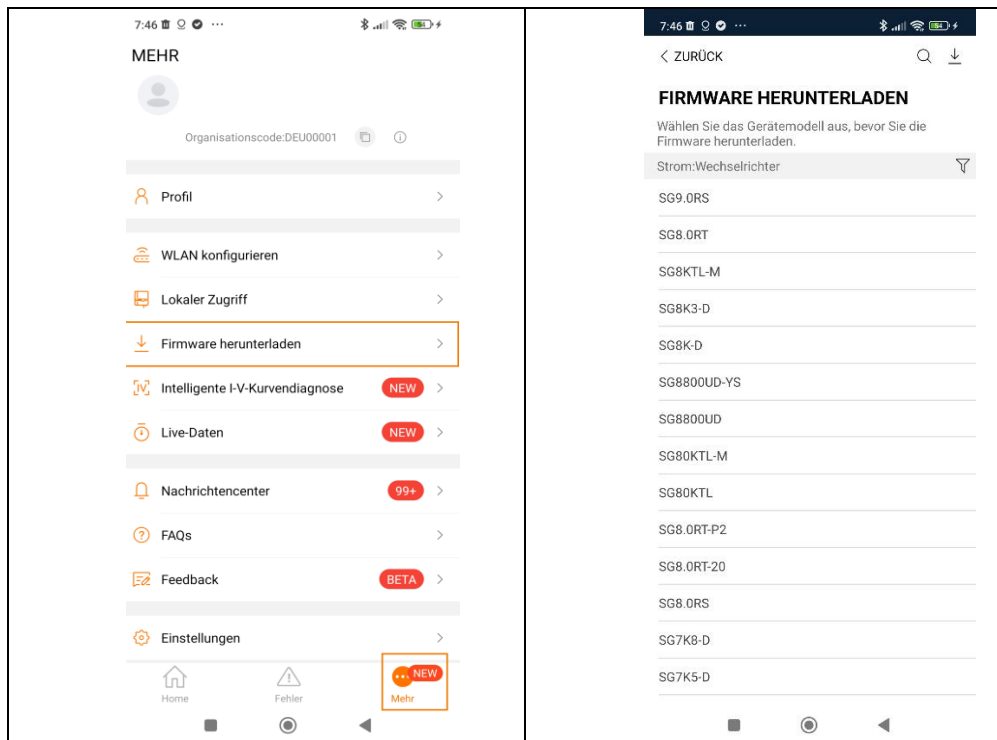 7:46
54
MEHR
Organisationscode:DEU00001
Profil
WLAN konfigurieren
Lokaler Zugriff
Firmware herunterladen
IV
Intelligente I-V-Kurvendiagnose
NEW
Live-Daten
NEW
Nachrichtencenter
99+
FAQs
Feedback
BETA
Einstellungen
NEW
Home
Fehler
Mehr
7:46
54
ZURÜCK
FIRMWARE HERUNTERLADEN
Wählen Sie das Gerätemodell aus, bevor Sie die
Firmware herunterladen.
Strom:Wechselrichter
SG9.0RS
SG8.0RT
SG8KTL-M
SG8K3-D
SG8K-D
SG8800UD-YS
SG8800UD
SG80KTL-M
SG80KTL
SG8.0RT-P2
SG8.0RT-20
SG8.0RS
SG7K8-D
SG7K5-D